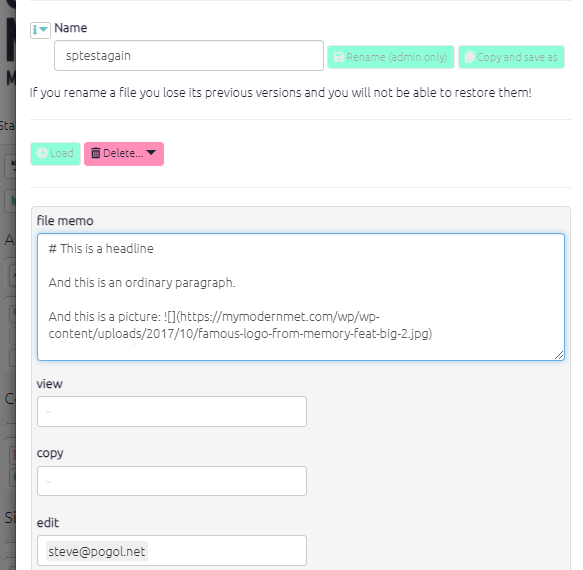 Name
sptestagain
Rename (admin only)
Copy and save as
If you rename a file you lose its previous versions and you will not be able to restore them!
Sta
Load
Delete...
file memo
# This is a headline
And this is an ordinary paragraph.
And this is a picture: ![](https://mymodernmet.com/wp/wp-
content/uploads/2017/10/famous-logo-from-memory-feat-big-2.jpg)
view
--
copy
--
edit
steve@pogol.net